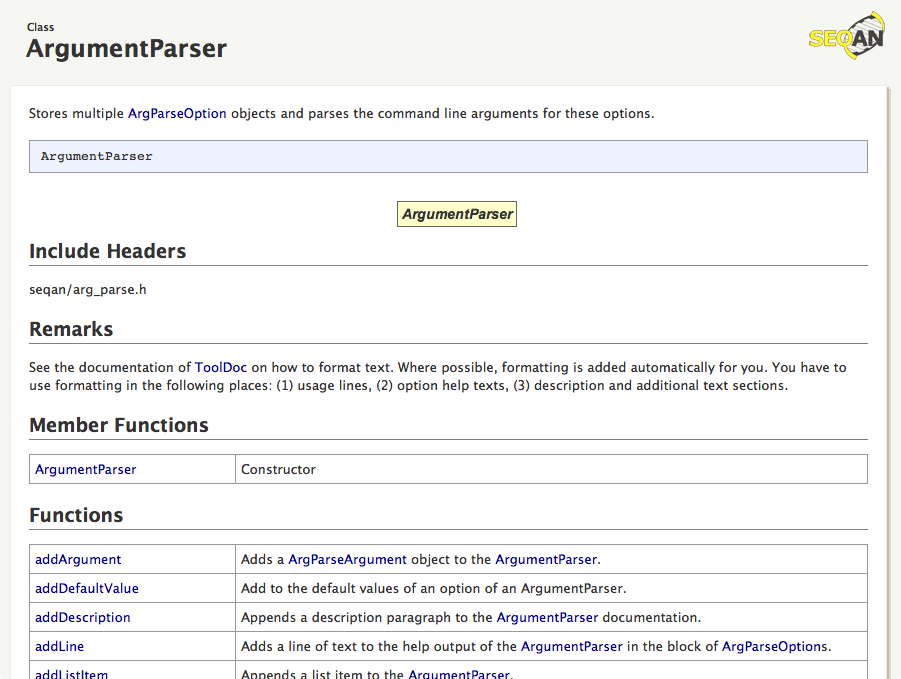 Class
ArgumentParser
SEQAN
Stores multiple ArgParseOption objects and parses the command line arguments for these options.
ArgumentParser
ArgumentParser
Include Headers
seqan/arg_parse.h
Remarks
See the documentation of ToolDoc on how to format text. Where possible, formatting is added automatically for you. You have to
use formatting in the following places: (1) usage lines, (2) option help texts, (3) description and additional text sections.
Member Functions
ArgumentParser Constructor
Functions
addArgument Adds a ArgParseArgument object to the ArgumentParser.
addDefaultValue Add to the default values of an option of an ArgumentParser.
addDescription Appends a description paragraph to the ArgumentParser documentation.
addLine Adds a line of text to the help output of the ArgumentParser in the block of ArgParseOptions.
addListItem Appends a list item to the ArgumentParser.